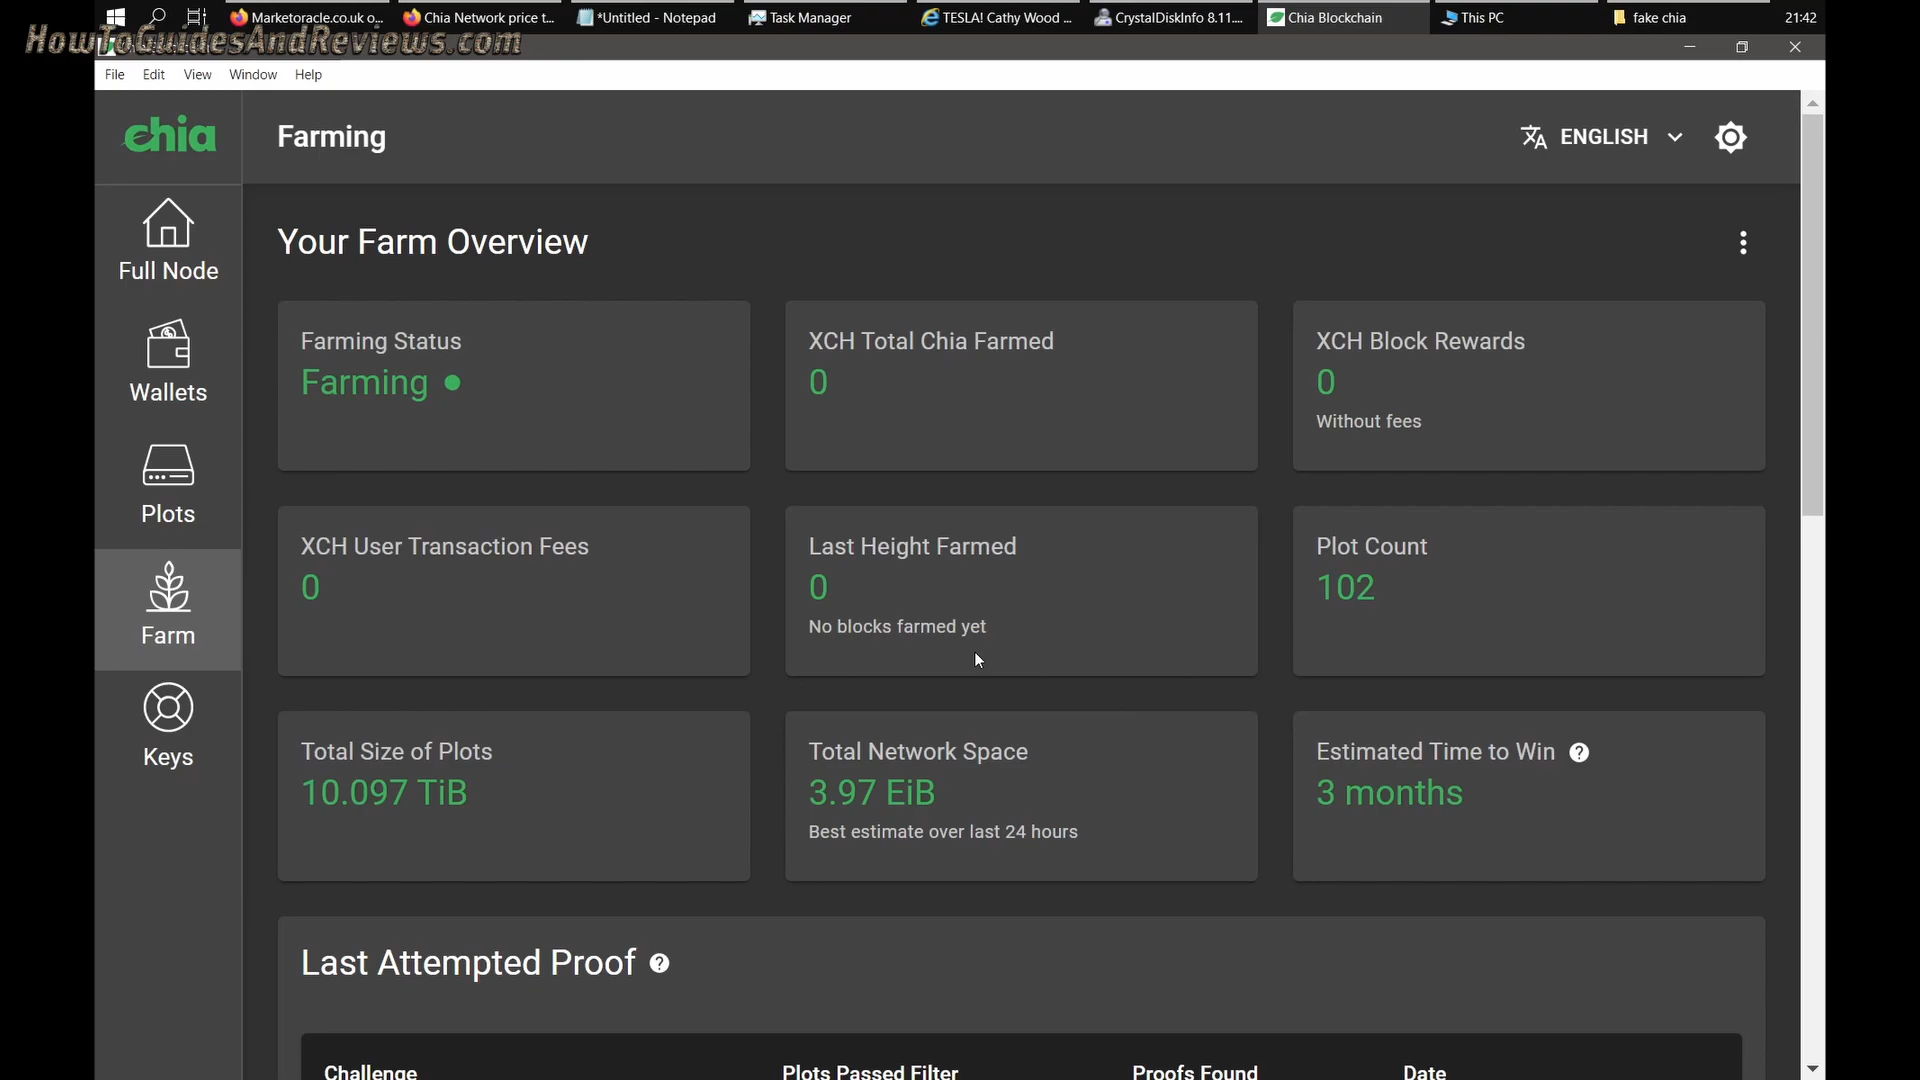 Marketoracle.co.uk o... Chia Network price t... *Untitled - Notepad Task Manager TESLA! Cathy Wood ... CrystalDiskInfo 8.11.... Chia Blockchain This PC fake chia 21:42
HowToGuidesAndReviews.com
File Edit View Window Help
chia
Farming
ENGLISH
Full Node
Wallets
Plots
Farm
Keys
Your Farm Overview
Farming Status
Farming
XCH Total Chia Farmed
0
XCH Block Rewards
0
Without fees
XCH User Transaction Fees
0
Last Height Farmed
0
No blocks farmed yet
Plot Count
102
Total Size of Plots
10.097 TiB
Total Network Space
3.97 EiB
Best estimate over last 24 hours
Estimated Time to Win
3 months
Last Attempted Proof
Challenge Plots Passed Filter Proofs Found Date